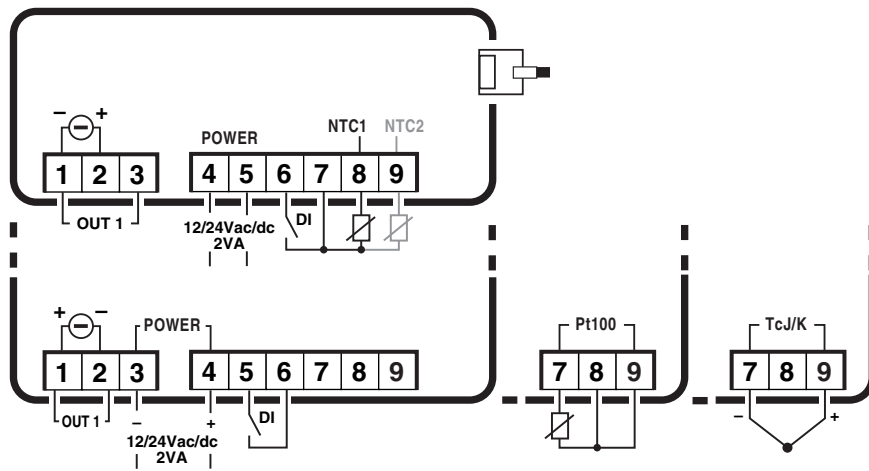 − +
POWER NTC1 NTC2
1 2 3 4 5 6 7 8 9
OUT 1 12/24Vac/dc DI
2VA
+ −
POWER Pt100 TcJ/K
1 2 3 4 5 6 7 8 9 7 8 9 7 8 9
OUT 1 − + DI − +
12/24Vac/dc
2VA